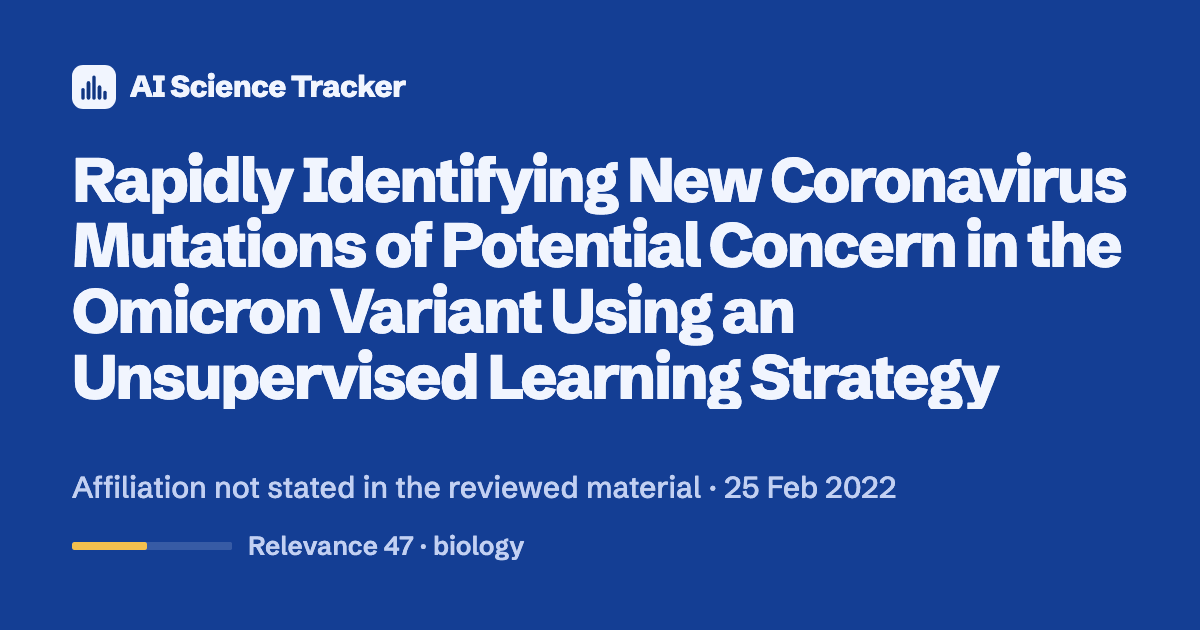 AI Science Tracker
Rapidly Identifying New Coronavirus
Mutations of Potential Concern in the
Omicron Variant Using an
Unsupervised Learning Strategy
Affiliation not stated in the reviewed material · 25 Feb 2022
Relevance 47 · biology